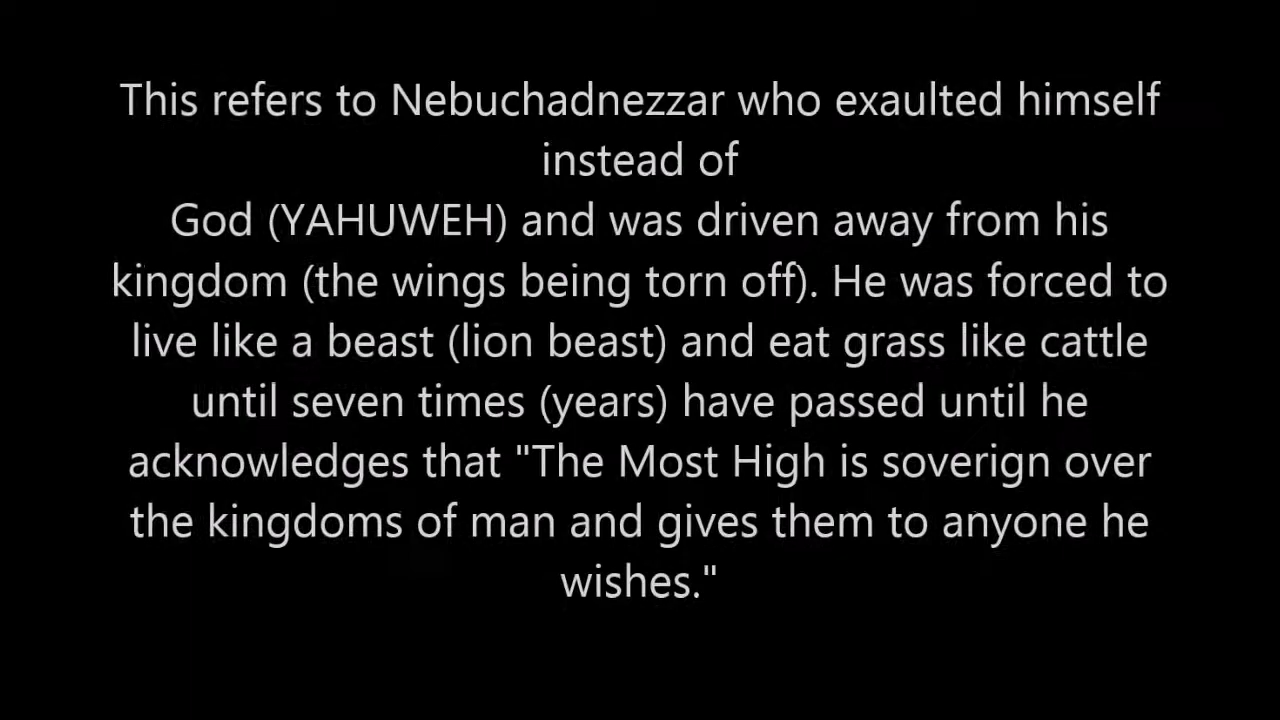 This refers to Nebuchadnezzar who exaulted himself
instead of
God (YAHUWEH) and was driven away from his
kingdom (the wings being torn off). He was forced to
live like a beast (lion beast) and eat grass like cattle
until seven times (years) have passed until he
acknowledges that "The Most High is soverign over
the kingdoms of man and gives them to anyone he
wishes."